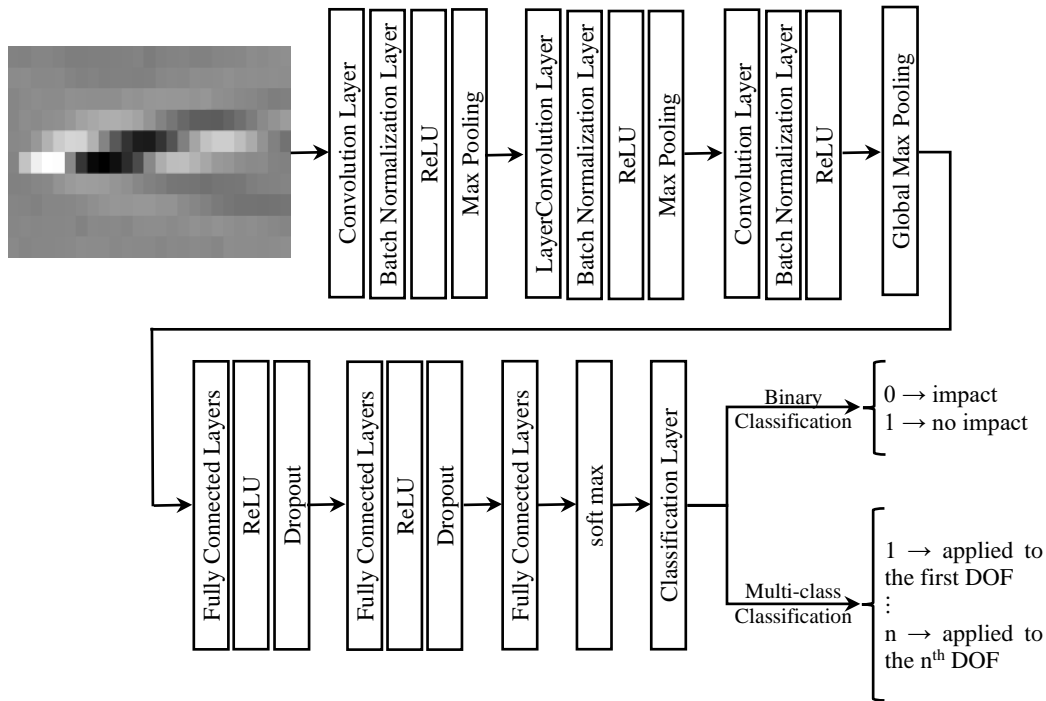 Convolution Layer
Batch Normalization Layer
ReLU
Max Pooling
LayerConvolution Layer
Batch Normalization Layer
ReLU
Max Pooling
Convolution Layer
Batch Normalization Layer
ReLU
Global Max Pooling
Fully Connected Layers
ReLU
Dropout
Fully Connected Layers
ReLU
Dropout
Fully Connected Layers
soft max
Classification Layer
Binary
Classification
0 → impact
1 → no impact
Multi-class
Classification
1 → applied to
the first DOF
⋮
n → applied to
the nth DOF